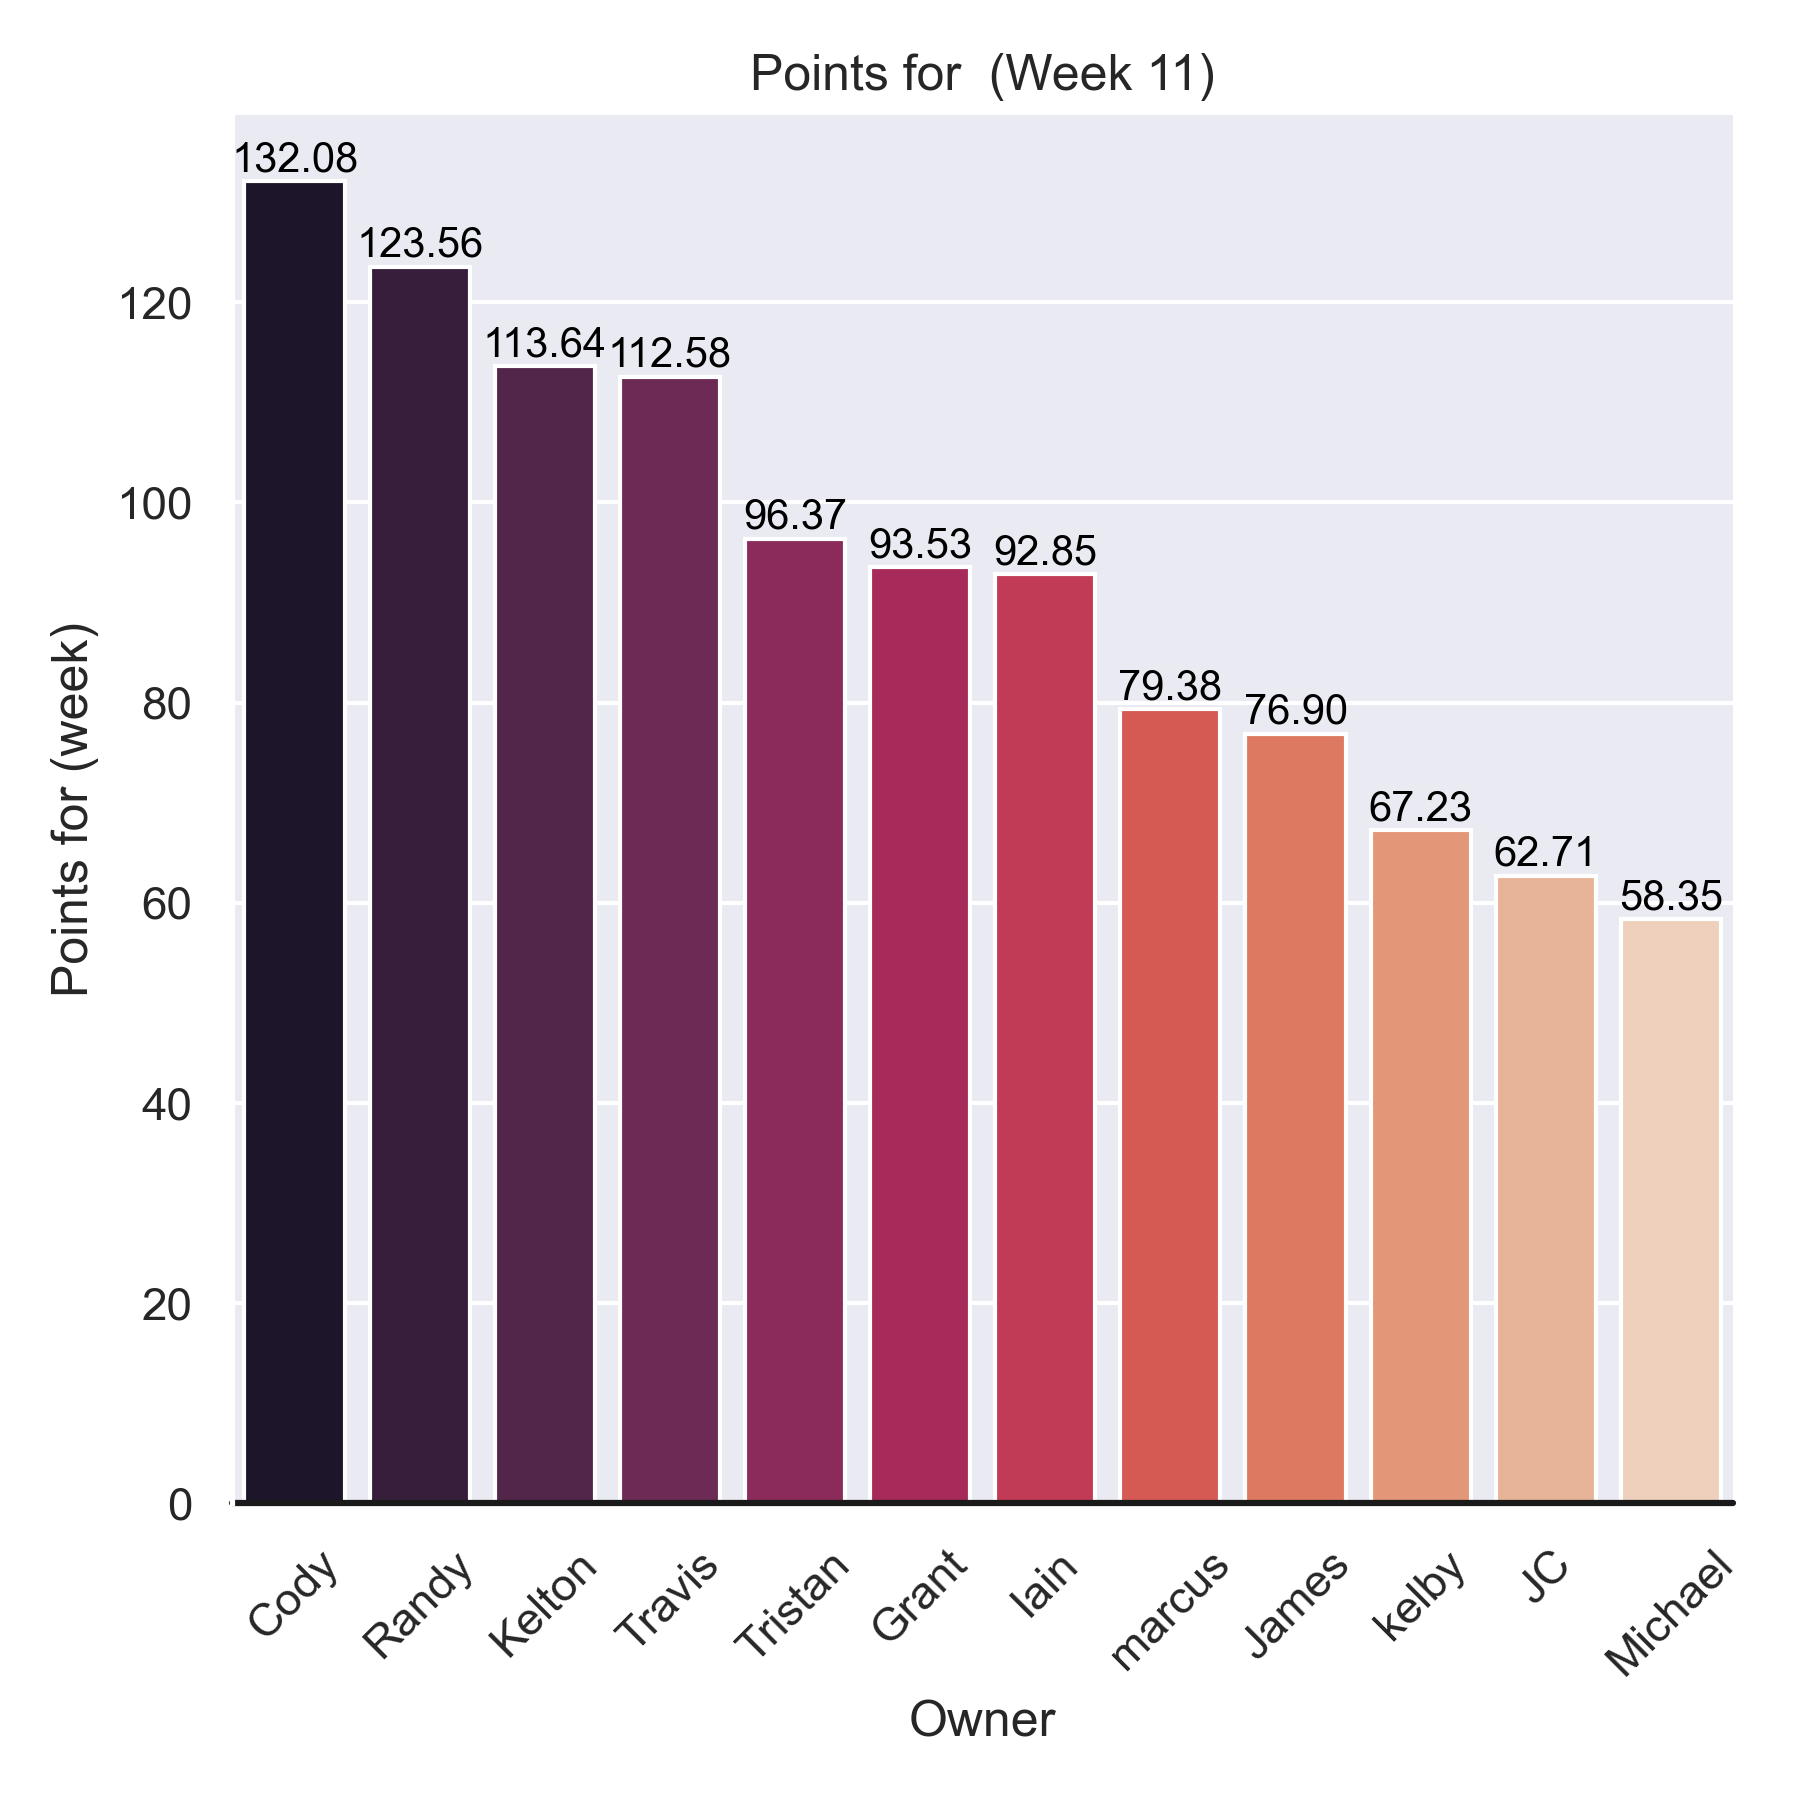 Points for  (Week 11)
132.08
123.56
113.64
112.58
96.37
93.53
92.85
79.38
76.90
67.23
62.71
58.35
120
100
80
60
40
20
0
Points for (week)
Cody
Randy
Kelton
Travis
Tristan
Grant
Iain
marcus
James
kelby
JC
Michael
Owner